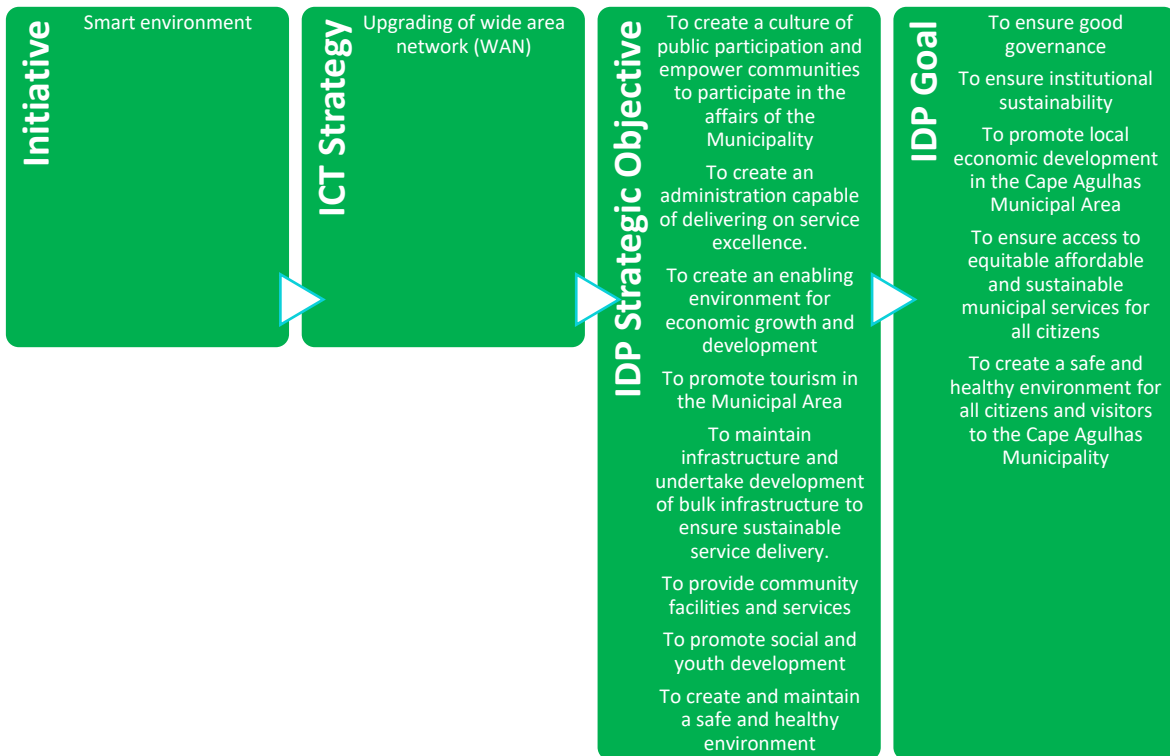 Initiative
Smart environment
ICT Strategy
Upgrading of wide area
network (WAN)
IDP Strategic Objective
To create a culture of
public participation and
empower communities
to participate in the
affairs of the
Municipality
To create an
administration capable
of delivering on service
excellence.
To create an enabling
environment for
economic growth and
development
To promote tourism in
the Municipal Area
To maintain
infrastructure and
undertake development
of bulk infrastructure to
ensure sustainable
service delivery.
To provide community
facilities and services
To promote social and
youth development
To create and maintain
a safe and healthy
environment
IDP Goal
To ensure good
governance
To ensure institutional
sustainability
To promote local
economic development
in the Cape Agulhas
Municipal Area
To ensure access to
equitable affordable
and sustainable
municipal services for
all citizens
To create a safe and
healthy environment for
all citizens and visitors
to the Cape Agulhas
Municipality